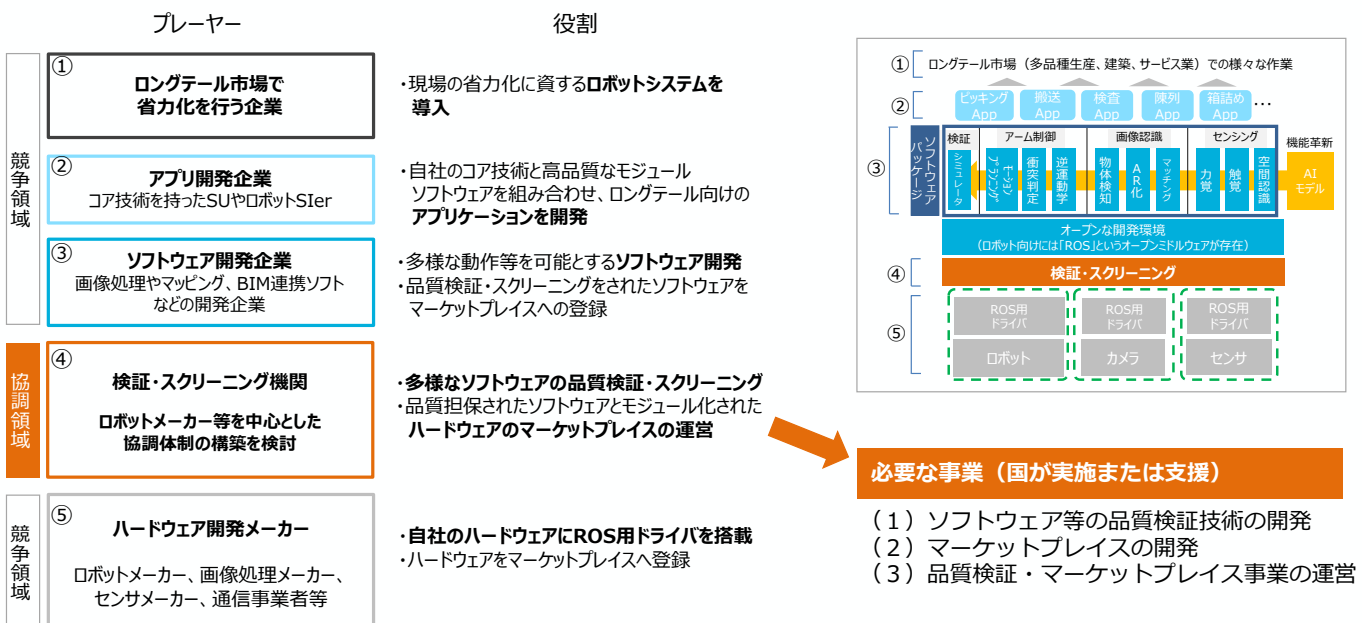 プレーヤー
役割
競争領域
①
ロングテール市場で
省力化を行う企業
・現場の省力化に資するロボットシステムを
導入
②
アプリ開発企業
コア技術を持ったSUやロボットSIer
・自社のコア技術と高品質なモジュール
ソフトウェアを組み合わせ、ロングテール向けの
アプリケーションを開発
③
ソフトウェア開発企業
画像処理やマッピング、BIM連携ソフト
などの開発企業
・多様な動作等を可能とするソフトウェア開発
・品質検証・スクリーニングをされたソフトウェアを
マーケットプレイスへの登録
協調領域
④
検証・スクリーニング機関
ロボットメーカー等を中心とした
協調体制の構築を検討
・多様なソフトウェアの品質検証・スクリーニング
・品質担保されたソフトウェアとモジュール化された
ハードウェアのマーケットプレイスの運営
競争領域
⑤
ハードウェア開発メーカー
ロボットメーカー、画像処理メーカー、
センサメーカー、通信事業者等
・自社のハードウェアにROS用ドライバを搭載
・ハードウェアをマーケットプレイスへ登録
①
ロングテール市場（多品種生産、建築、サービス業）での様々な作業
②
ピッキング
App
搬送
App
検査
App
陳列
App
箱詰め
App
…
③
ソフトウェア
パッケージ
検証
シミュレータ
アーム制御
モーション
プランニング
衝突判定
逆運動学
画像認識
物体検知
AR化
マッチング
センシング
力覚
触覚
空間認識
機能革新
AI
モデル
オープンな開発環境
（ロボット向けには「ROS」というオープンミドルウェアが存在）
④
検証・スクリーニング
⑤
ROS用
ドライバ
ROS用
ドライバ
ROS用
ドライバ
ロボット
カメラ
センサ
必要な事業（国が実施または支援）
（１）ソフトウェア等の品質検証技術の開発
（２）マーケットプレイスの開発
（３）品質検証・マーケットプレイス事業の運営